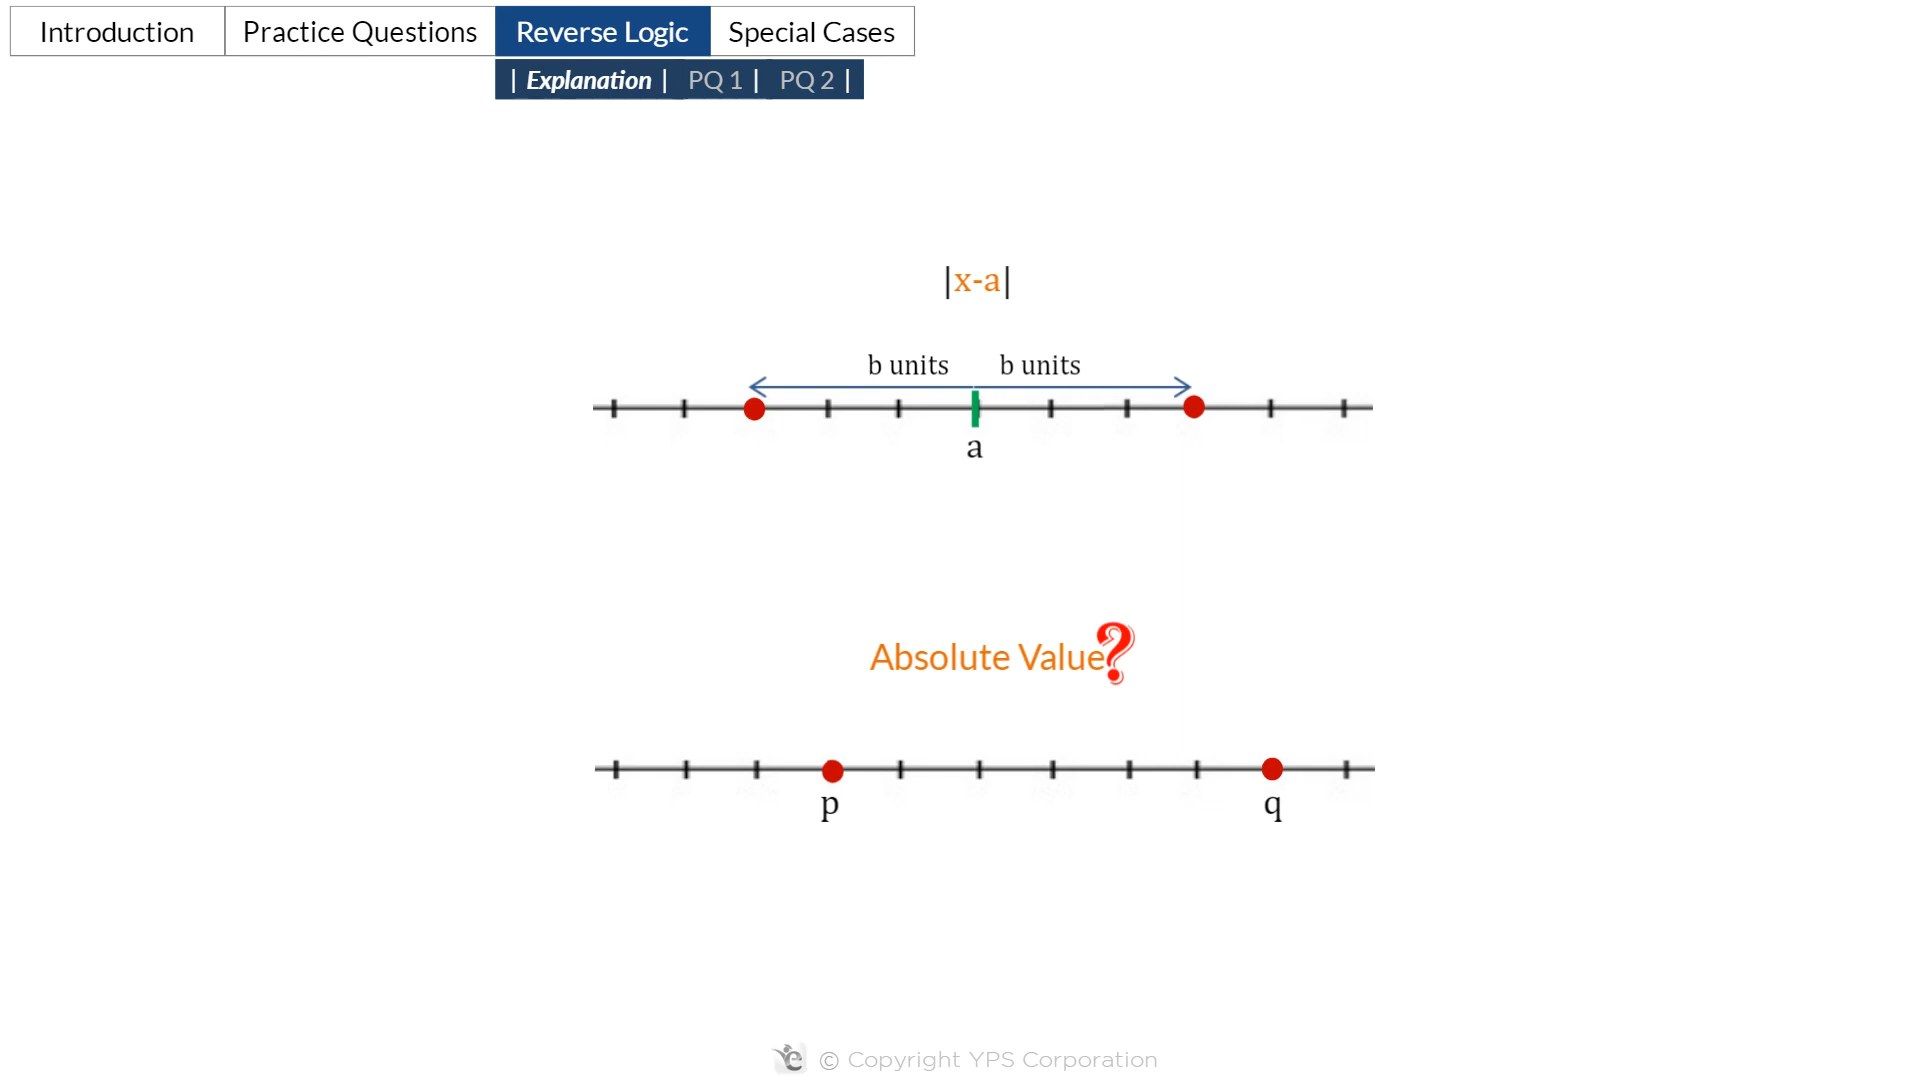 Introduction Practice Questions Reverse Logic Special Cases
| Explanation | PQ 1 | PQ 2 |
|x-a|
b units b units
a
Absolute Value?
p q
e © Copyright YPS Corporation